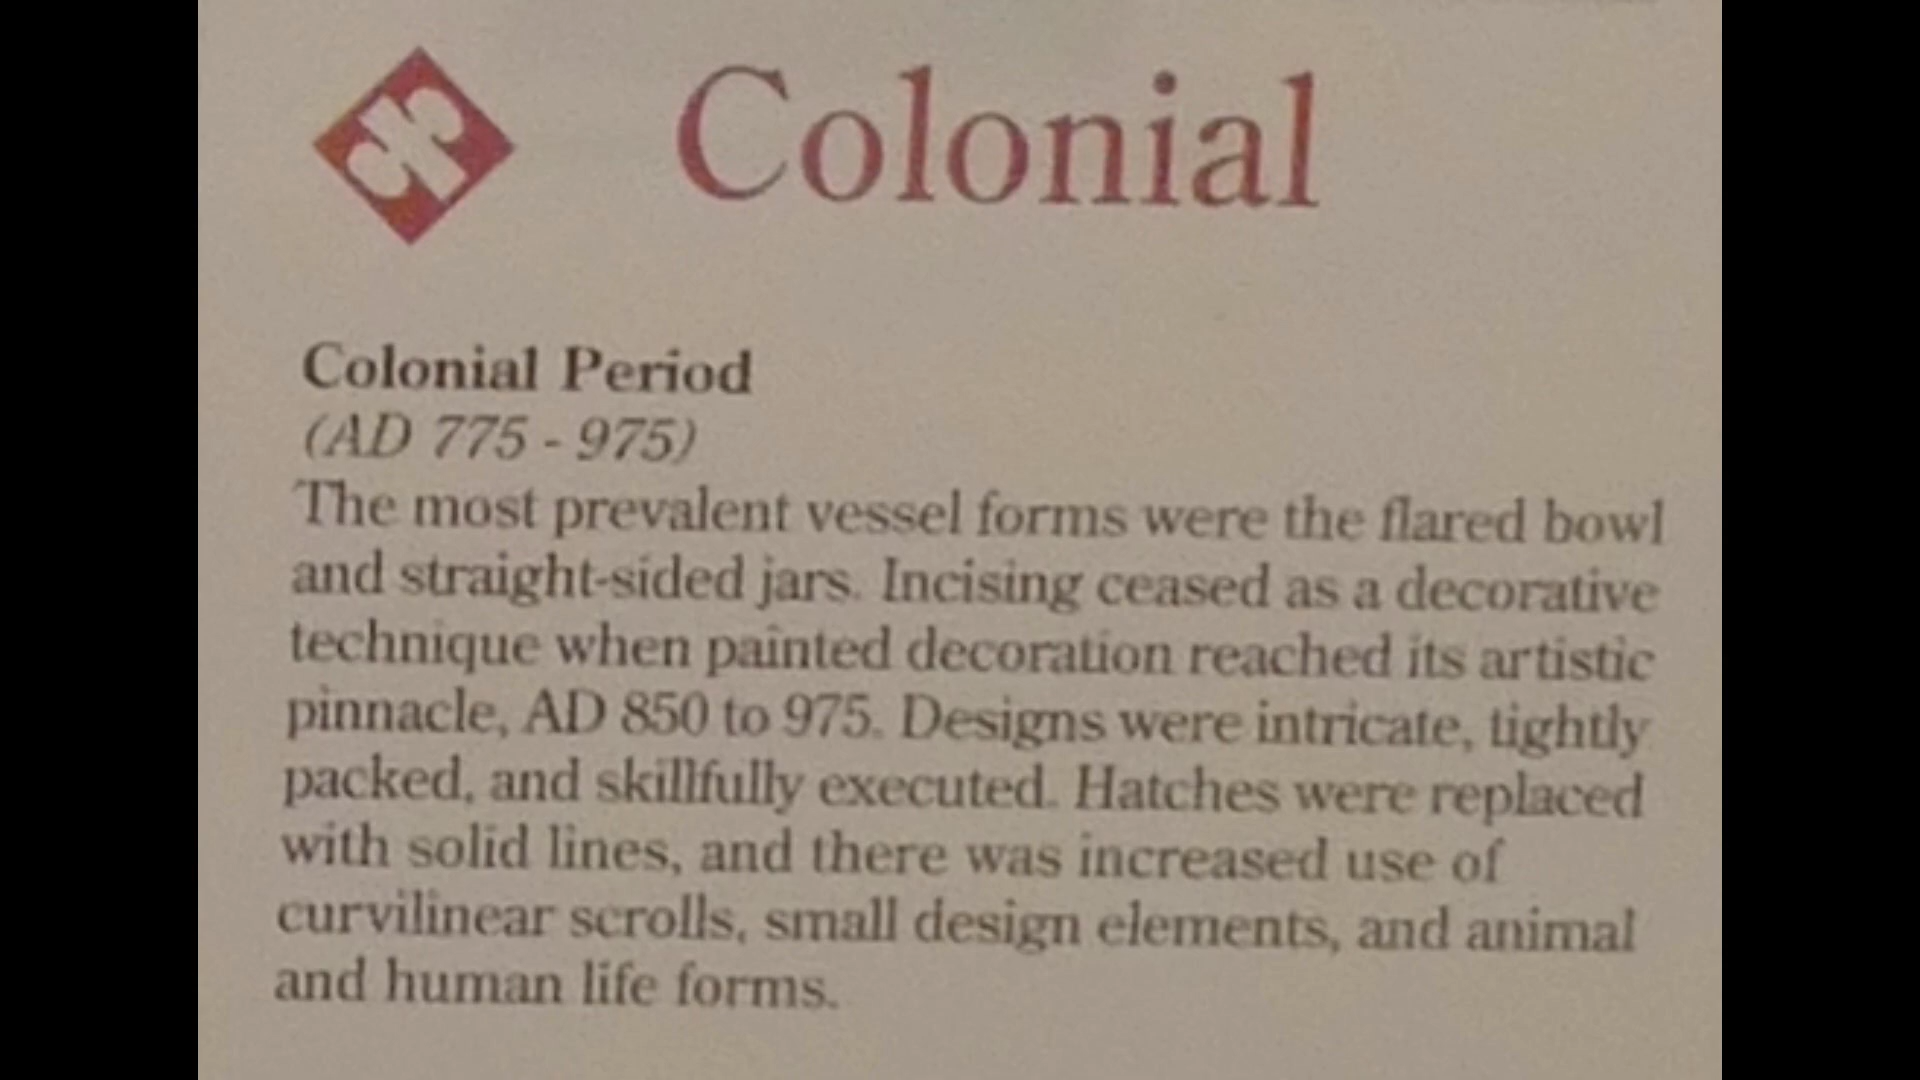 Colonial
Colonial Period
(AD 775 - 975)
The most prevalent vessel forms were the flared bowl
and straight-sided jars. Incising ceased as a decorative
technique when painted decoration reached its artistic
pinnacle, AD 850 to 975. Designs were intricate, tightly
packed, and skillfully executed. Hatches were replaced
with solid lines, and there was increased use of
curvilinear scrolls, small design elements, and animal
and human life forms.